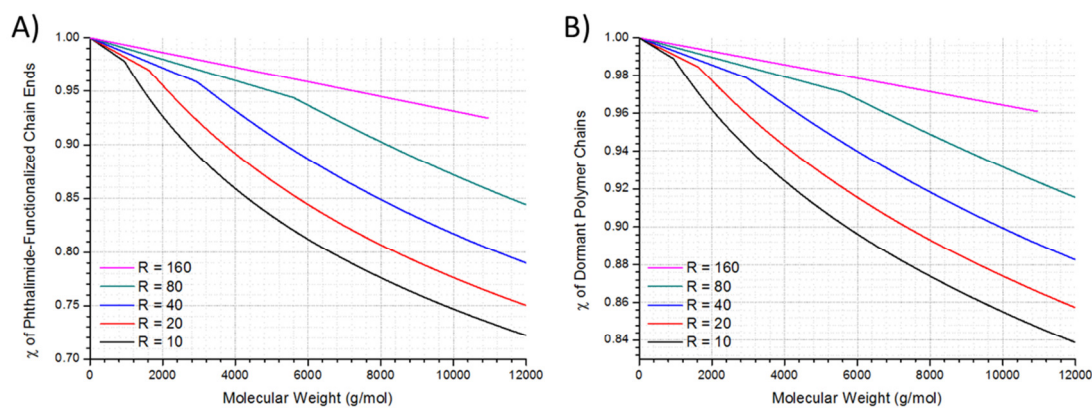 A)
χ of Phthalimide-Functionalized Chain Ends
1.00
0.95
0.90
0.85
0.80
0.75
0.70
R = 160
R = 80
R = 40
R = 20
R = 10
0 2000 4000 6000 8000 10000 12000
Molecular Weight (g/mol)
B)
χ of Dormant Polymer Chains
1.00
0.98
0.96
0.94
0.92
0.90
0.88
0.86
0.84
R = 160
R = 80
R = 40
R = 20
R = 10
0 2000 4000 6000 8000 10000 12000
Molecular Weight (g/mol)